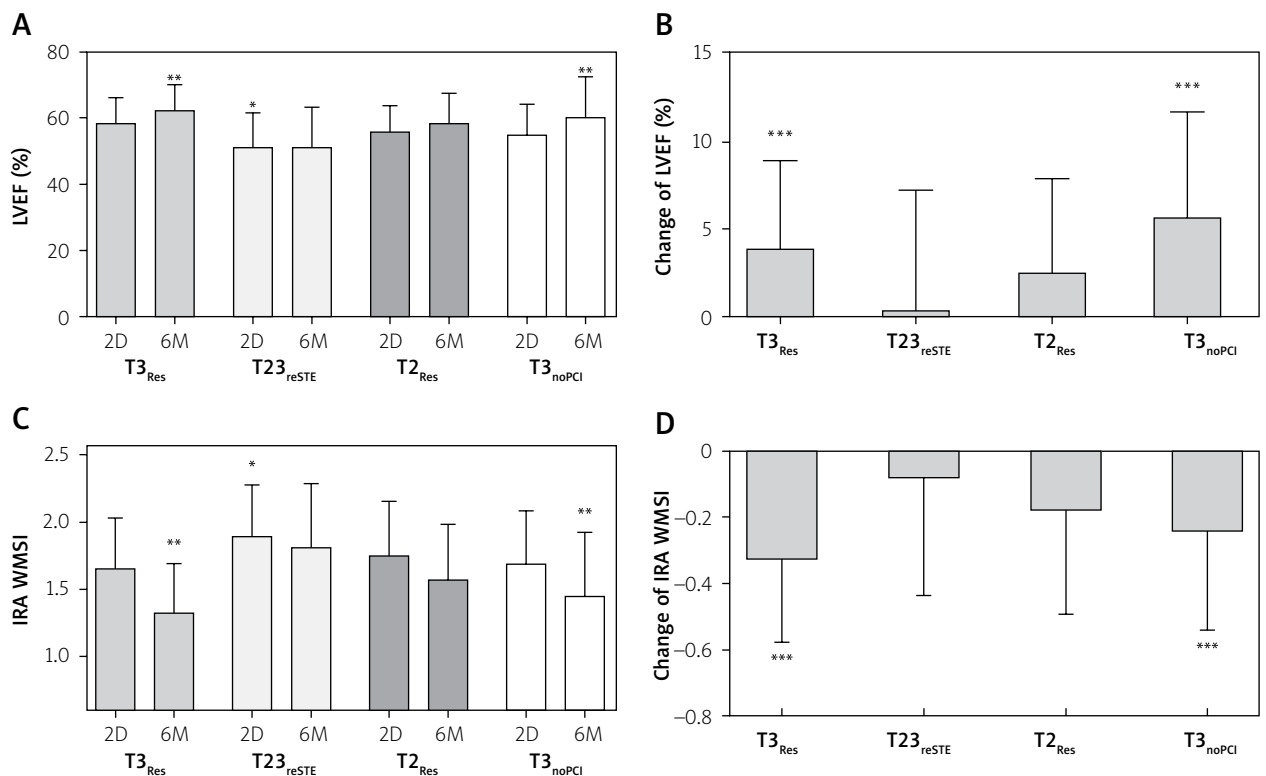 A
LVEF (%)
80
60
40
20
0
**
*
**
2D 6M 2D 6M 2D 6M 2D 6M
T3Res T23reSTE T2Res T3noPCI
B
Change of LVEF (%)
15
10
5
0
***
***
T3Res T23reSTE T2Res T3noPCI
C
IRA WMSI
2.5
2.0
1.5
1.0
**
*
**
2D 6M 2D 6M 2D 6M 2D 6M
T3Res T23reSTE T2Res T3noPCI
D
Change of IRA WMSI
0
–0.2
–0.4
–0.6
–0.8
***
***
T3Res T23reSTE T2Res T3noPCI